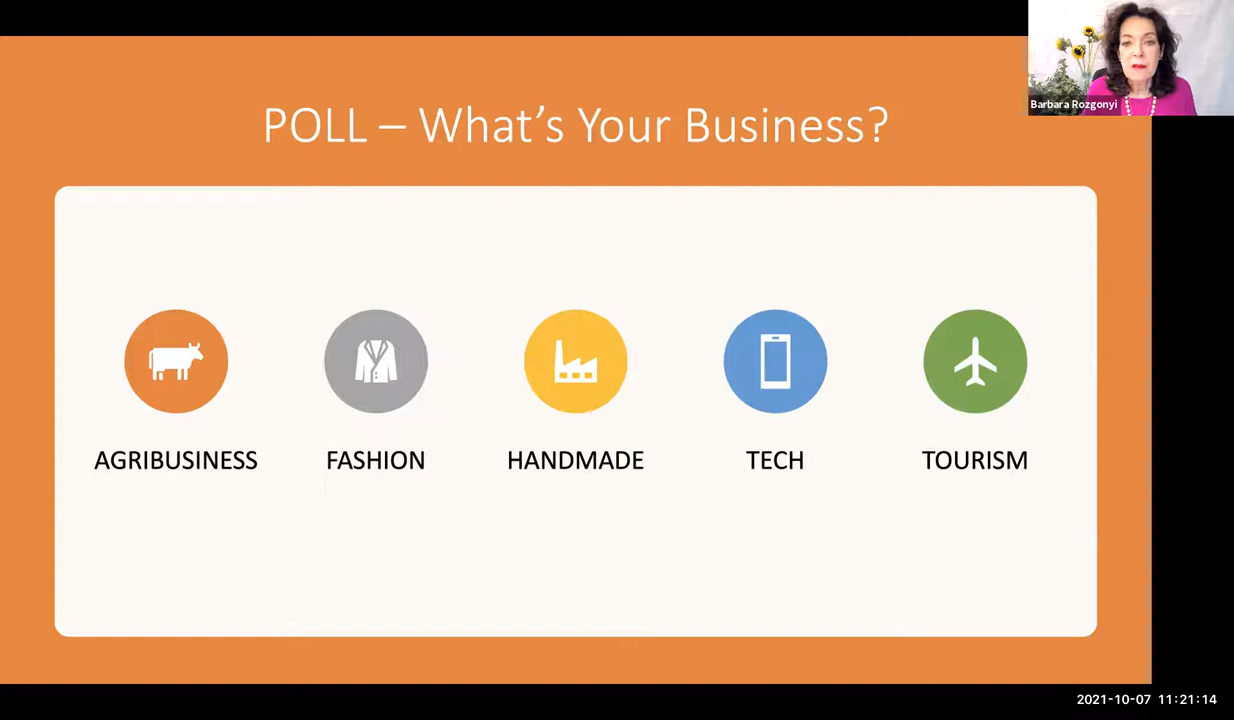 Barbara Rozgonyi
POLL – What’s Your Business?
AGRIBUSINESS FASHION HANDMADE TECH TOURISM
2021-10-07 11:21:14